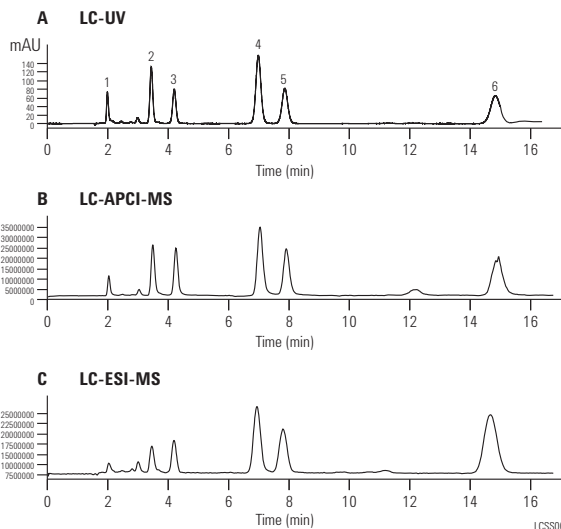 A LC-UV
mAU
140
120
100
80
60
40
20
0
1
2
3
4
5
6
0 2 4 6 8 10 12 14 16
Time (min)
B LC-APCI-MS
35000000
30000000
25000000
20000000
15000000
10000000
5000000
0
0 2 4 6 8 10 12 14 16
Time (min)
C LC-ESI-MS
25000000
22500000
20000000
17500000
15000000
10000000
7500000
0 2 4 6 8 10 12 14 16
Time (min)